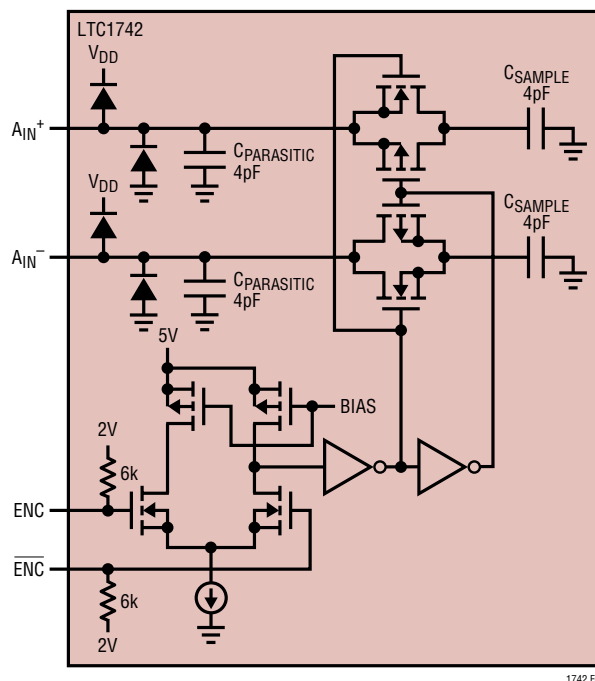 LTC1742
VDD
AIN+
CPARASITIC
4pF
CSAMPLE
4pF
VDD
AIN–
CPARASITIC
4pF
CSAMPLE
4pF
5V
BIAS
2V
6k
ENC
ENC
6k
2V
1742 F